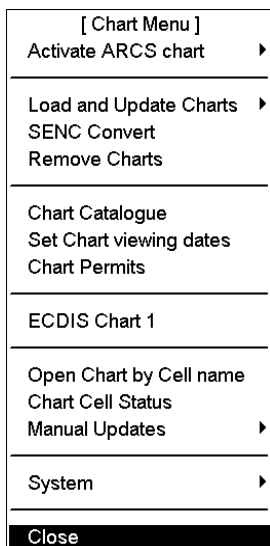 [ Chart Menu ]
Activate ARCS chart
Load and Update Charts
SENC Convert
Remove Charts
Chart Catalogue
Set Chart viewing dates
Chart Permits
ECDIS Chart 1
Open Chart by Cell name
Chart Cell Status
Manual Updates
System
Close